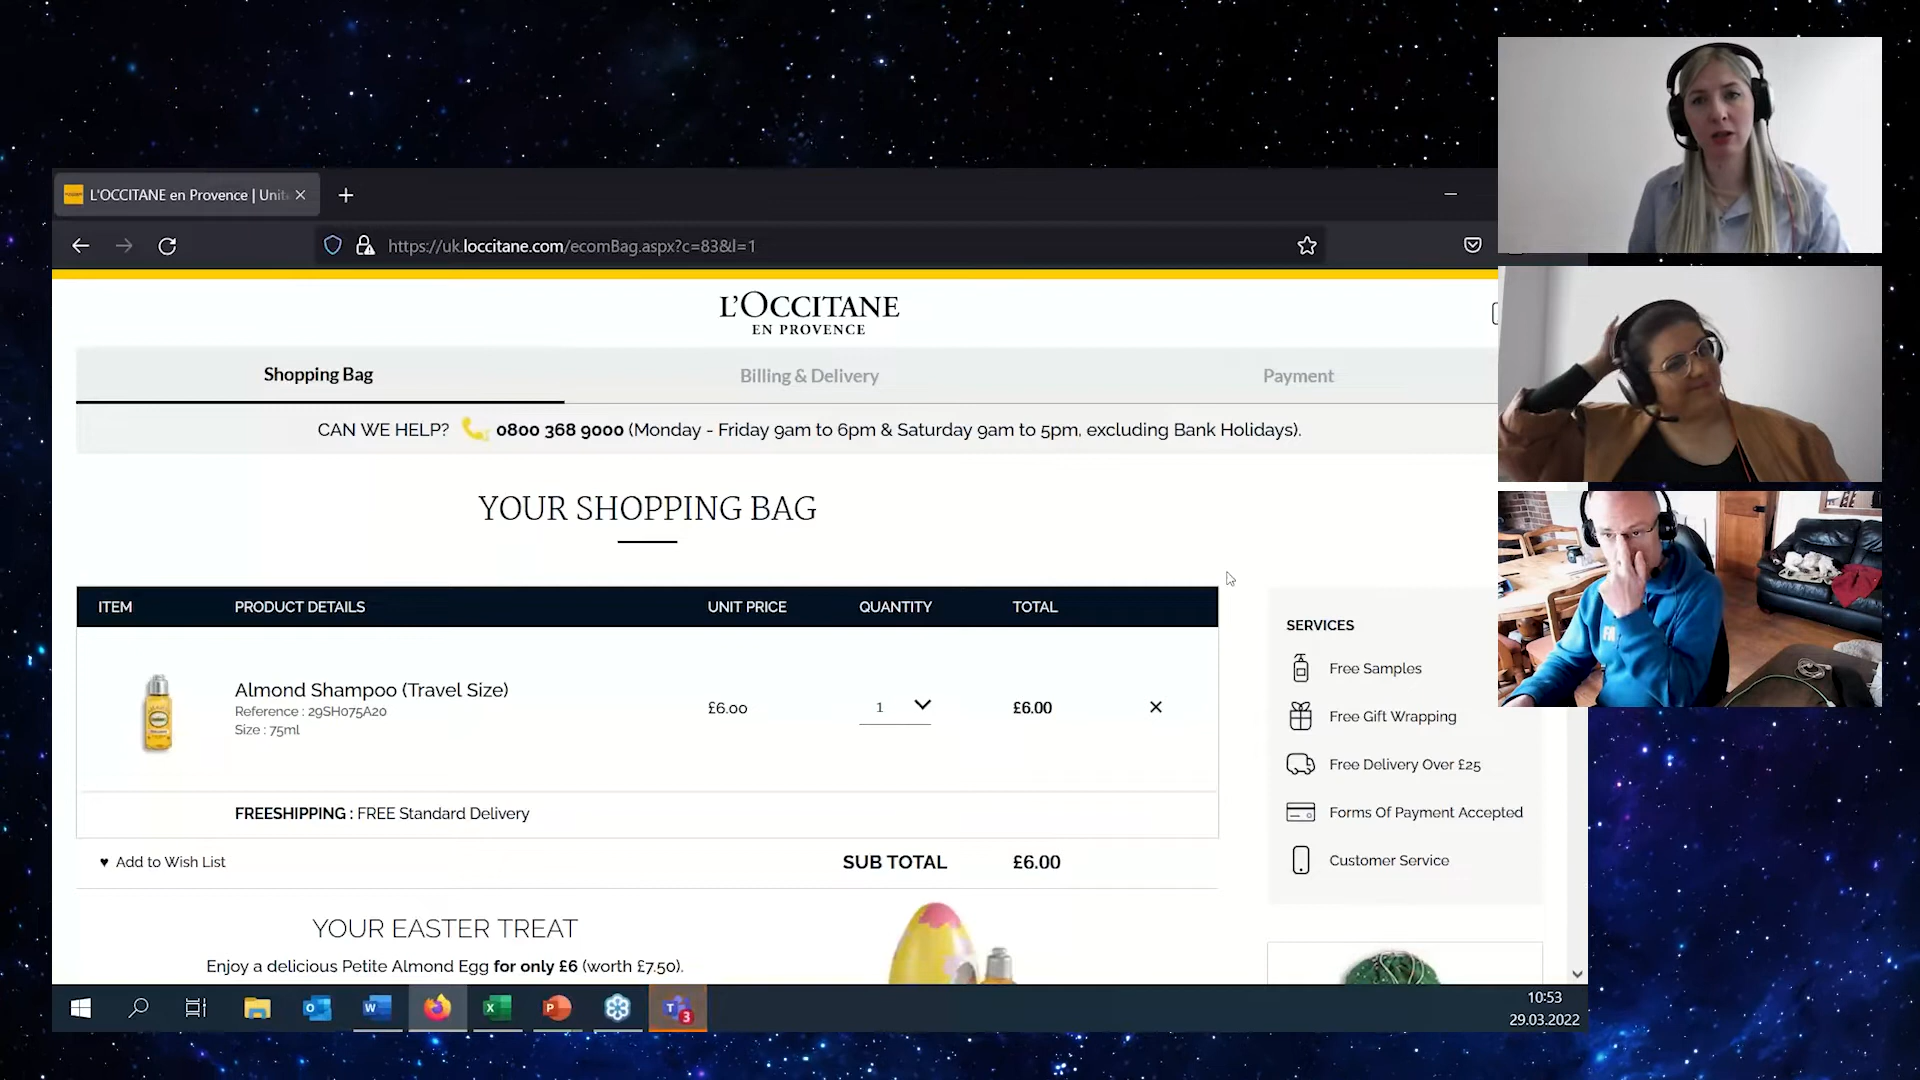 L'OCCITANE en Provence | Unit
https://uk.loccitane.com/ecomBag.aspx?c=83&l=1
L'OCCITANE
EN PROVENCE
Shopping Bag
Billing & Delivery
Payment
CAN WE HELP? 0800 368 9000 (Monday - Friday 9am to 6pm & Saturday 9am to 5pm, excluding Bank Holidays).
YOUR SHOPPING BAG
ITEM PRODUCT DETAILS UNIT PRICE QUANTITY TOTAL
Almond Shampoo (Travel Size)
Reference : 29SH075A20
Size : 75ml
£6.00 1 £6.00
FREESHIPPING : FREE Standard Delivery
Add to Wish List
SUB TOTAL £6.00
YOUR EASTER TREAT
Enjoy a delicious Petite Almond Egg for only £6 (worth £7.50).
SERVICES
Free Samples
Free Gift Wrapping
Free Delivery Over £25
Forms Of Payment Accepted
Customer Service
FA
3
10:53
29.03.2022